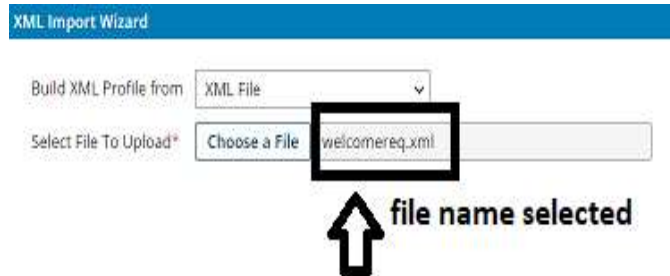 XML Import Wizard
Build XML Profile from XML File
Select File To Upload* Choose a File welcomereq.xml
file name selected